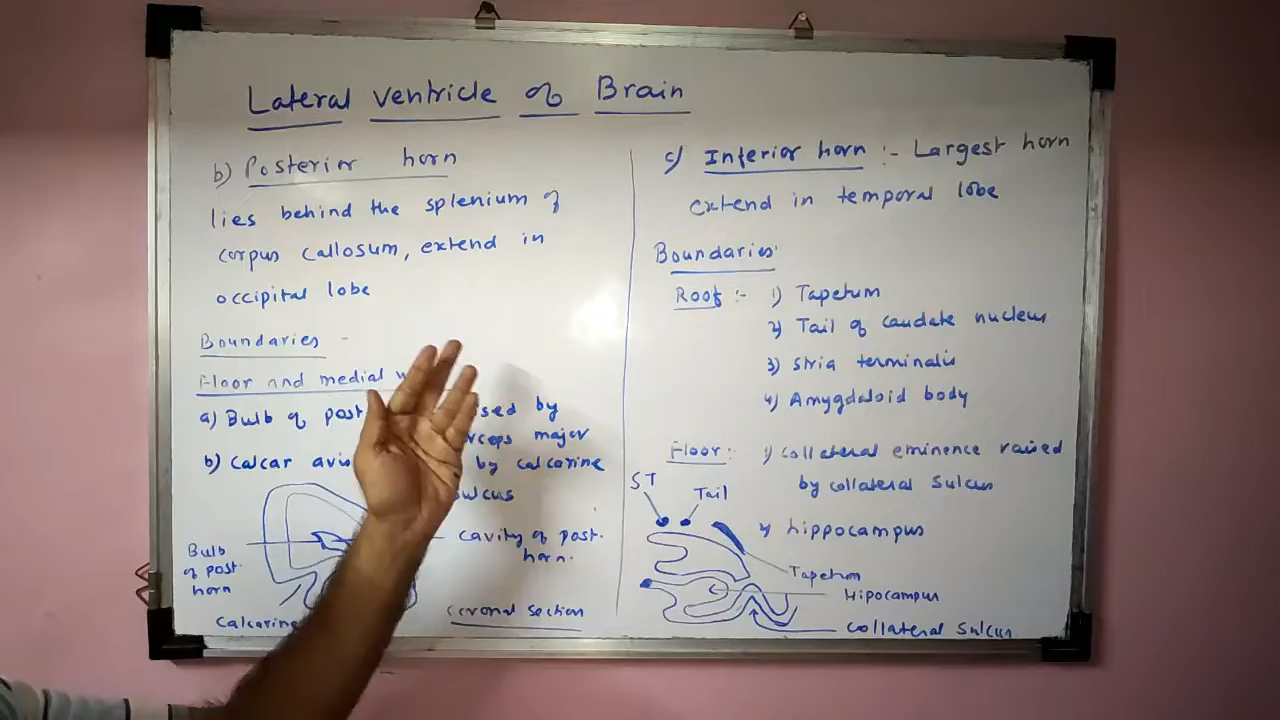 Lateral ventricle of Brain
b) Posterior horn
lies behind the splenium of
corpus callosum, extend in
occipital lobe
Boundaries -
Floor and medial
a) Bulb of post
by
major
b) Calcar
by calcarine
sulcus
Bulb
of post.
horn
cavity of post.
horn.
Calcarine
coronal section
c) Inferior horn :- Largest horn
extend in temporal lobe
Boundaries
Roof :- 1) Tapetum
2) Tail of caudate nucleus
3) Stria terminalis
4) Amygdaloid body
Floor: 1) Collateral eminence raised
by collateral sulcus
2) hippocampus
ST
Tail
Tapetum
Hipocampus
collateral sulcus